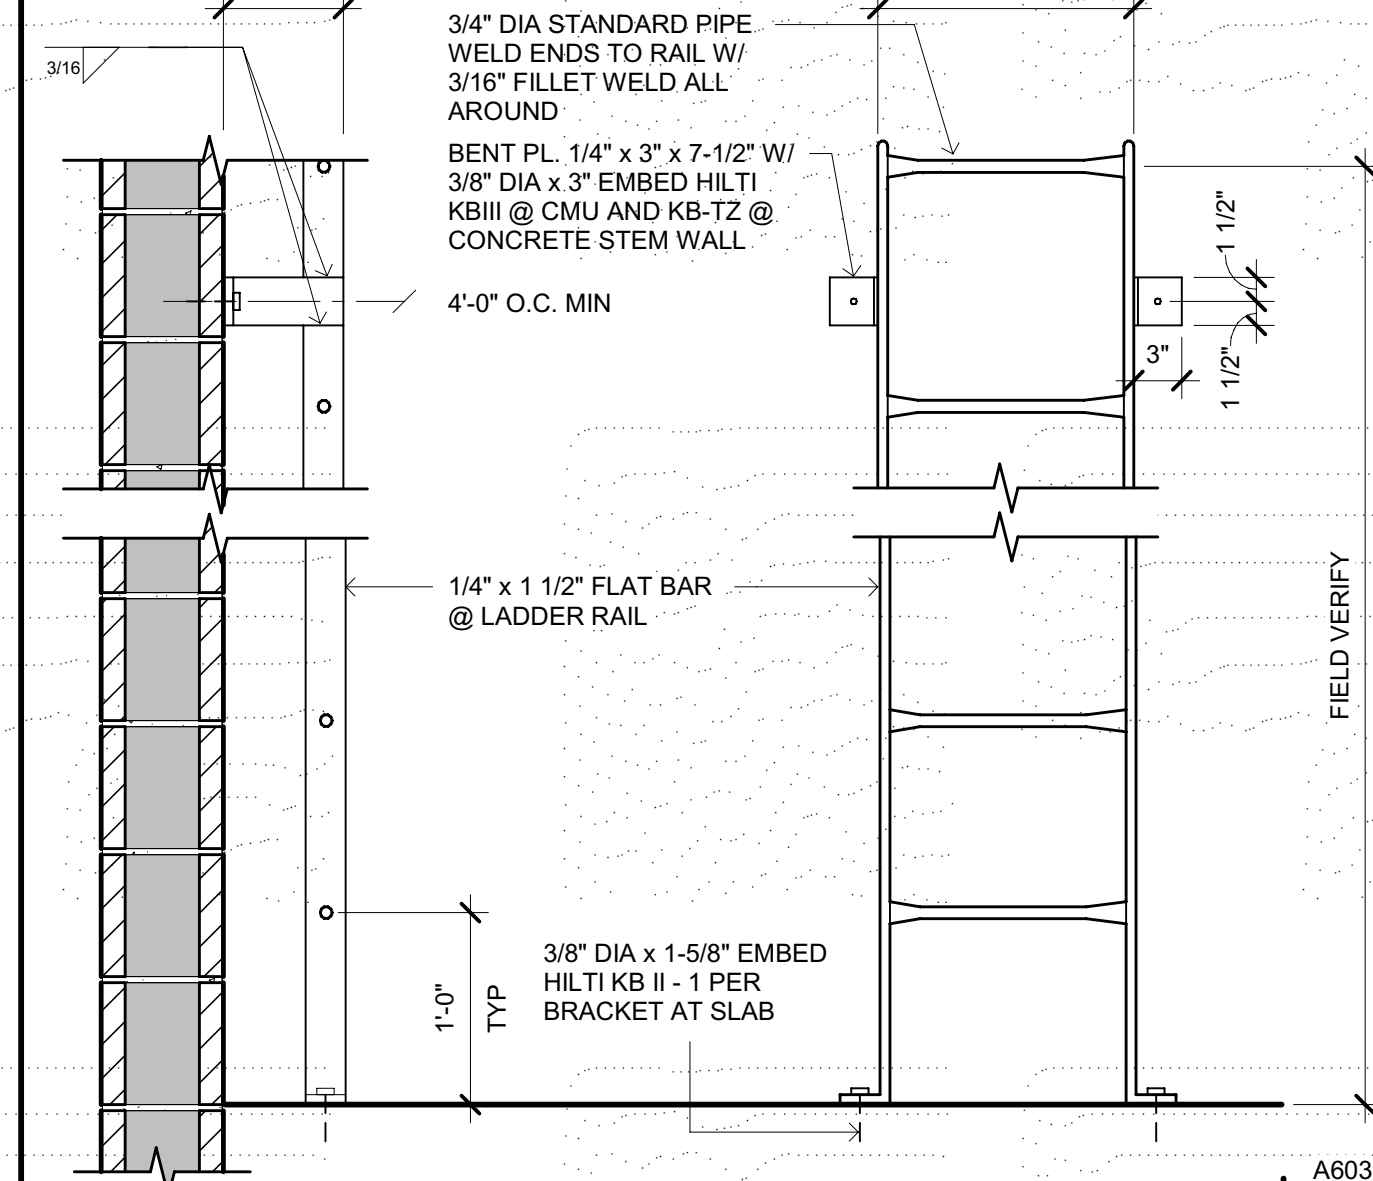 3/16
3/4" DIA STANDARD PIPE
WELD ENDS TO RAIL W/
3/16" FILLET WELD ALL
AROUND
BENT PL. 1/4" x 3" x 7-1/2" W/
3/8" DIA x 3" EMBED HILTI
KBIII @ CMU AND KB-TZ @
CONCRETE STEM WALL
4'-0" O.C. MIN
1 1/2"
3"
1 1/2"
1/4" x 1 1/2" FLAT BAR
@ LADDER RAIL
FIELD VERIFY
1'-0"
TYP
3/8" DIA x 1-5/8" EMBED
HILTI KB II - 1 PER
BRACKET AT SLAB
A603